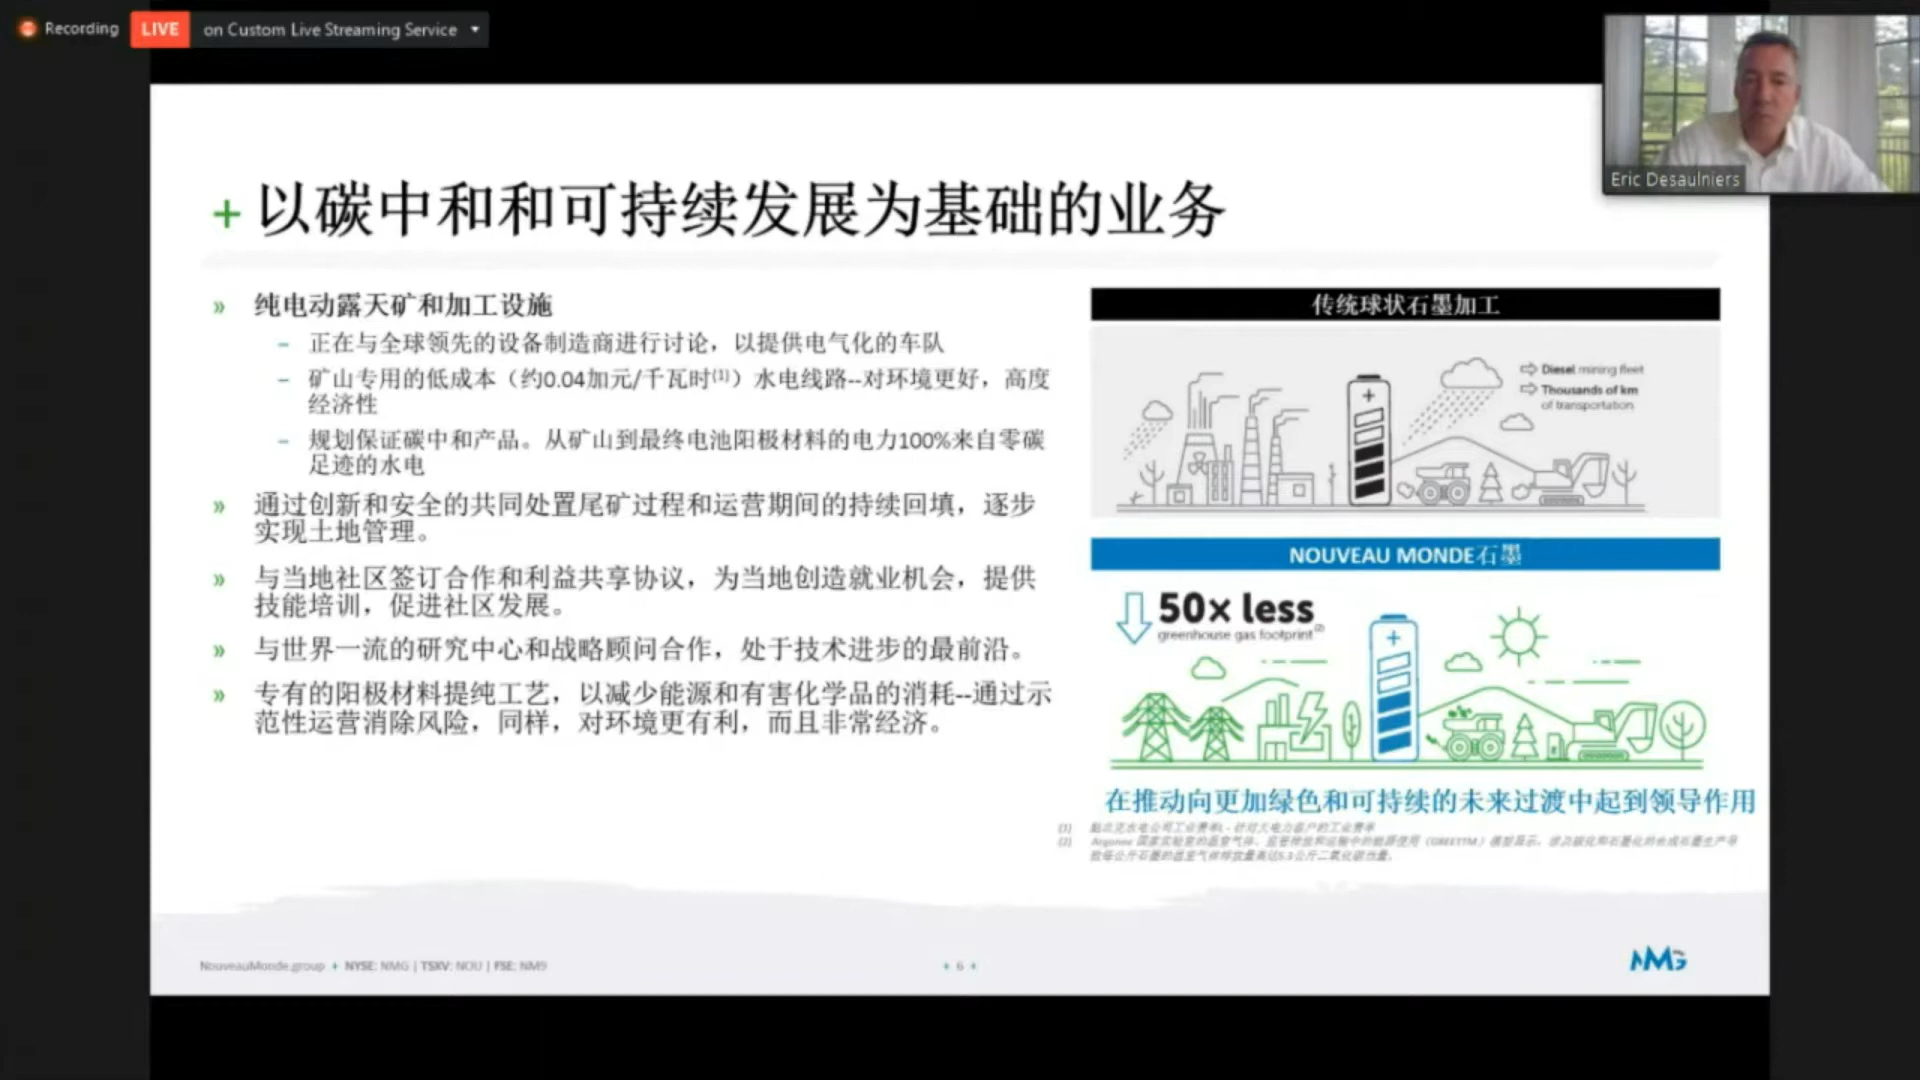 Recording
LIVE on Custom Live Streaming Service
Eric Desaulniers
+ 以碳中和和可持续发展为基础的业务
» 纯电动露天矿和加工设施
– 正在与全球领先的设备制造商进行讨论，以提供电气化的车队
– 矿山专用的低成本（约0.04加元/千瓦时(1)）水电线路--对环境更好，高度
经济性
– 规划保证碳中和产品。从矿山到最终电池阳极材料的电力100%来自零碳
足迹的水电
» 通过创新和安全的共同处置尾矿过程和运营期间的持续回填，逐步
实现土地管理。
» 与当地社区签订合作和利益共享协议，为当地创造就业机会，提供
技能培训，促进社区发展。
» 与世界一流的研究中心和战略顾问合作，处于技术进步的最前沿。
» 专有的阳极材料提纯工艺，以减少能源和有害化学品的消耗--通过示
范性运营消除风险，同样，对环境更有利，而且非常经济。
传统球状石墨加工
Diesel mining fleet
Thousands of km
of transportation
NOUVEAU MONDE石墨
50x less
greenhouse gas footprint(2)
在推动向更加绿色和可持续的未来过渡中起到领导作用
(1)
(2)
NouveauMonde.group + NYSE: NMG | TSXV: NOU | FSE: NM9
+ 6 +
NMG